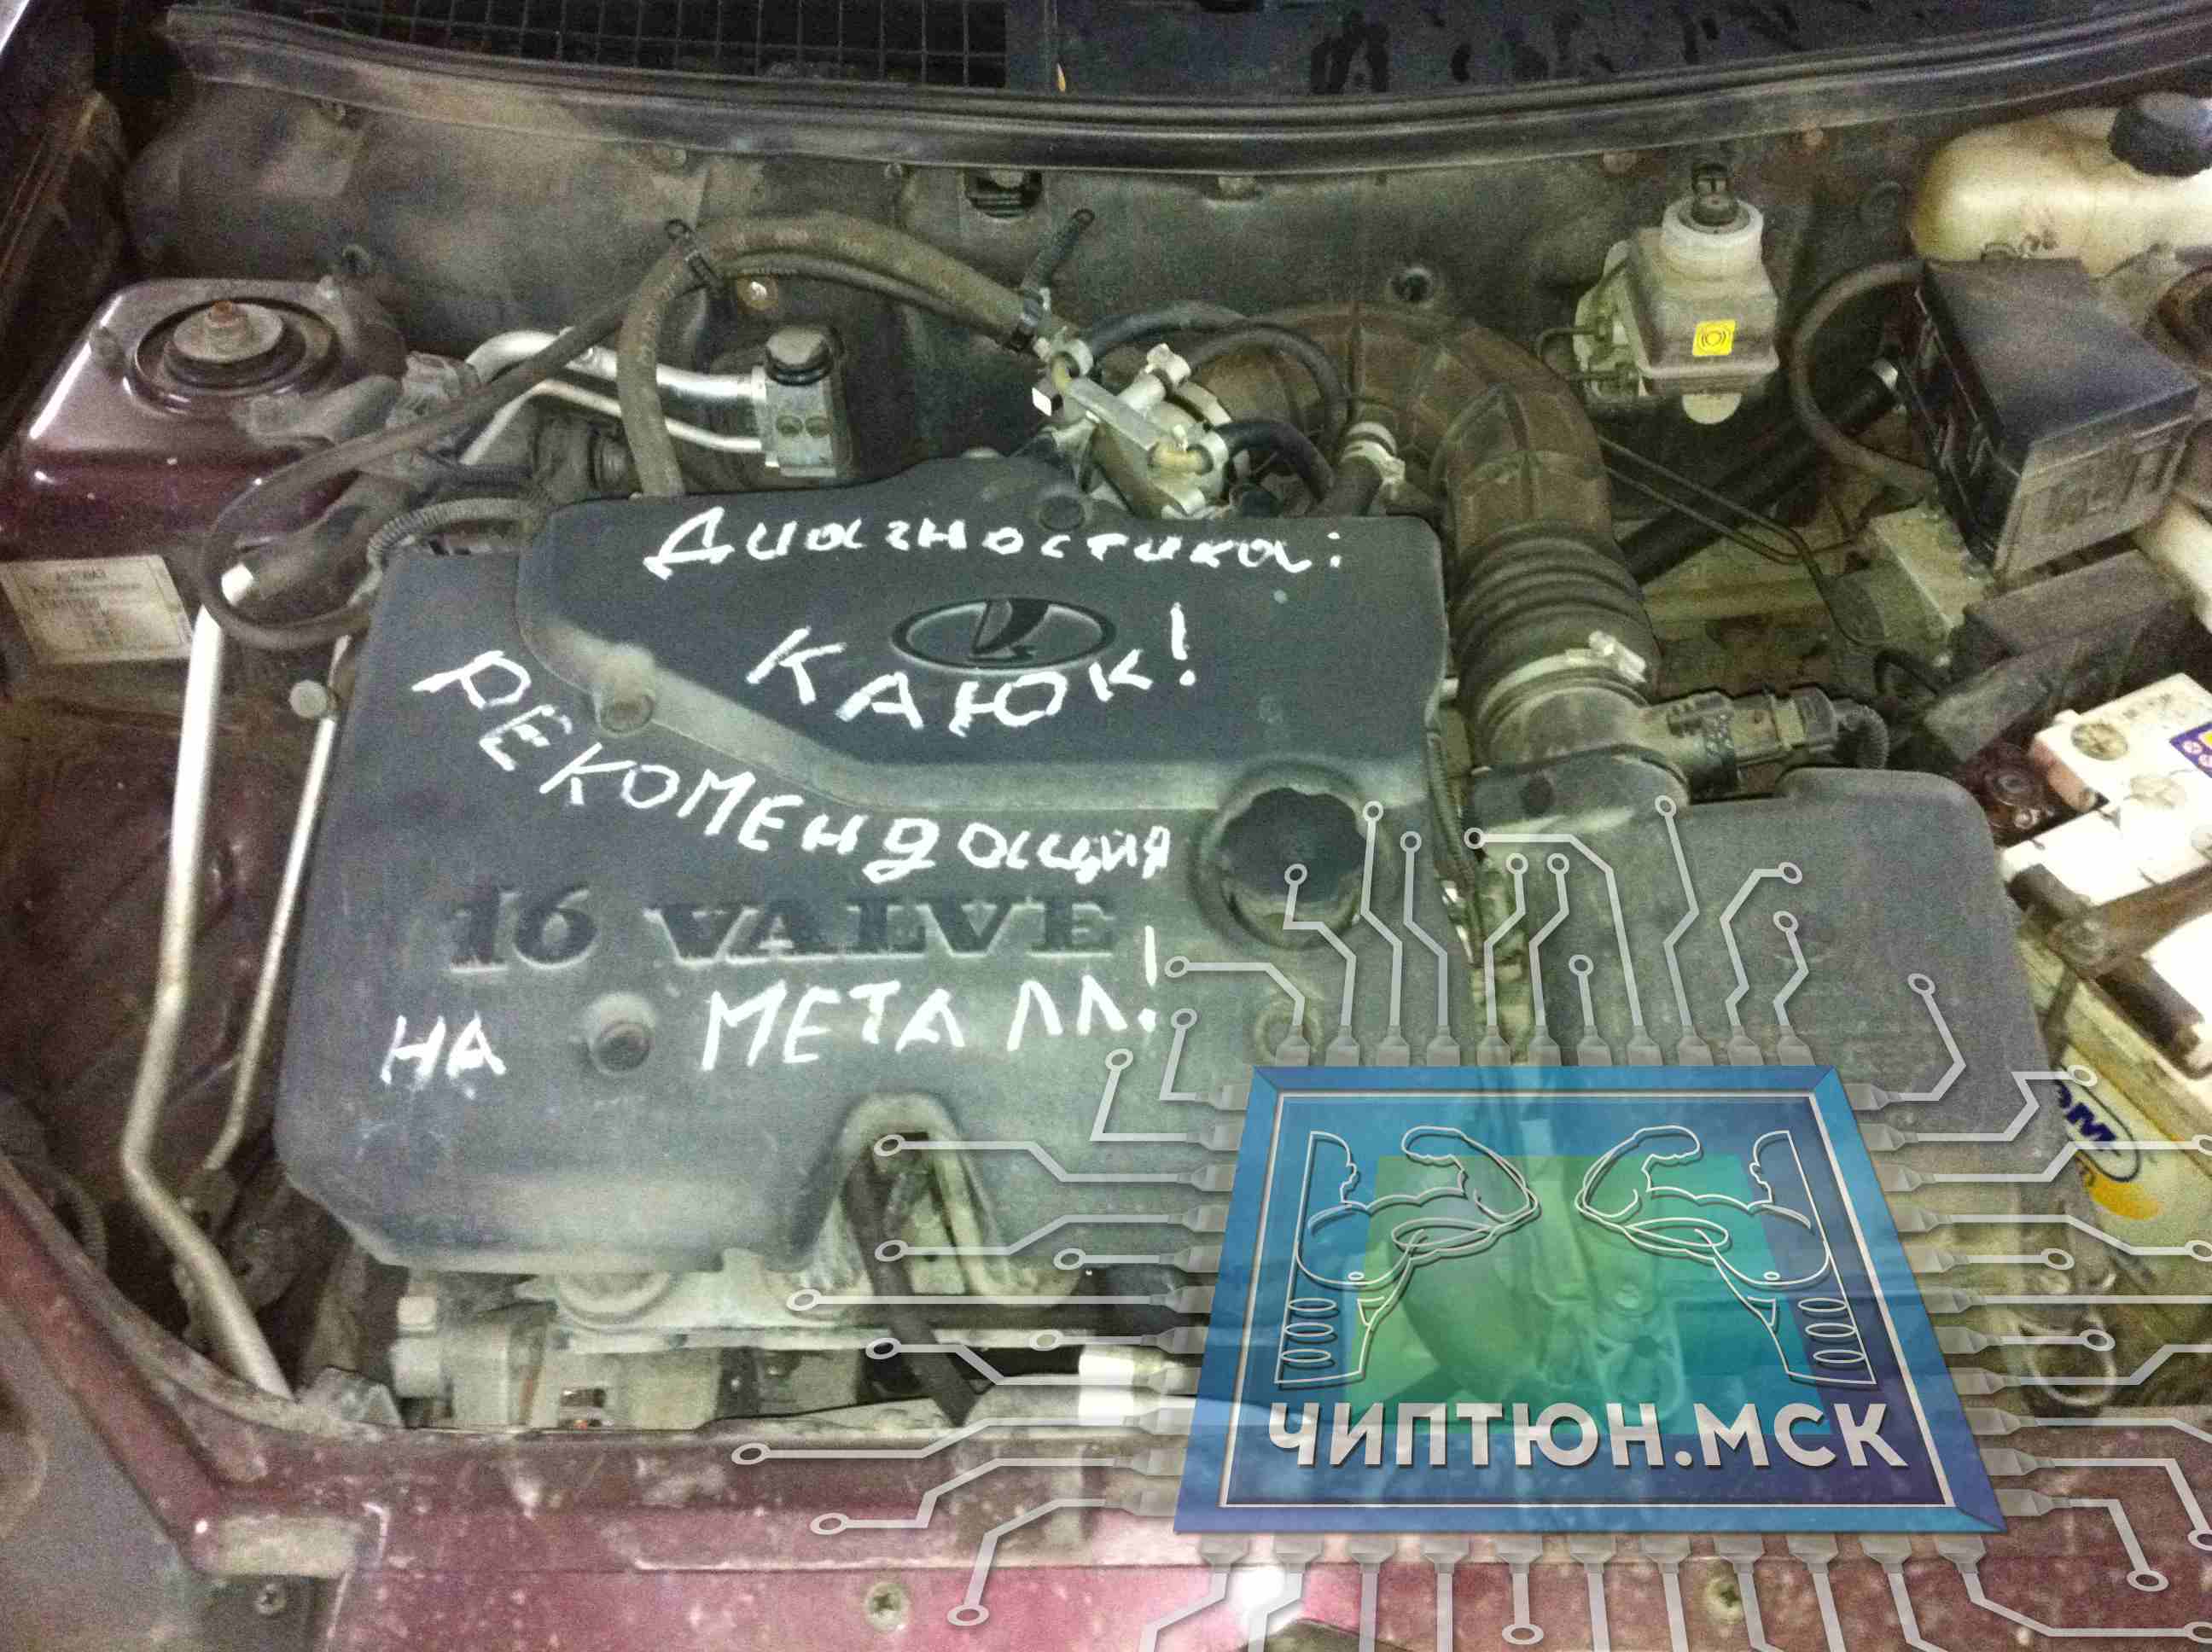 Диагностика:
КАЮК!
РЕКОМЕНДАЦИЯ
16 VALVE
НА МЕТАЛЛ!
ЧИПТЮН.МСК